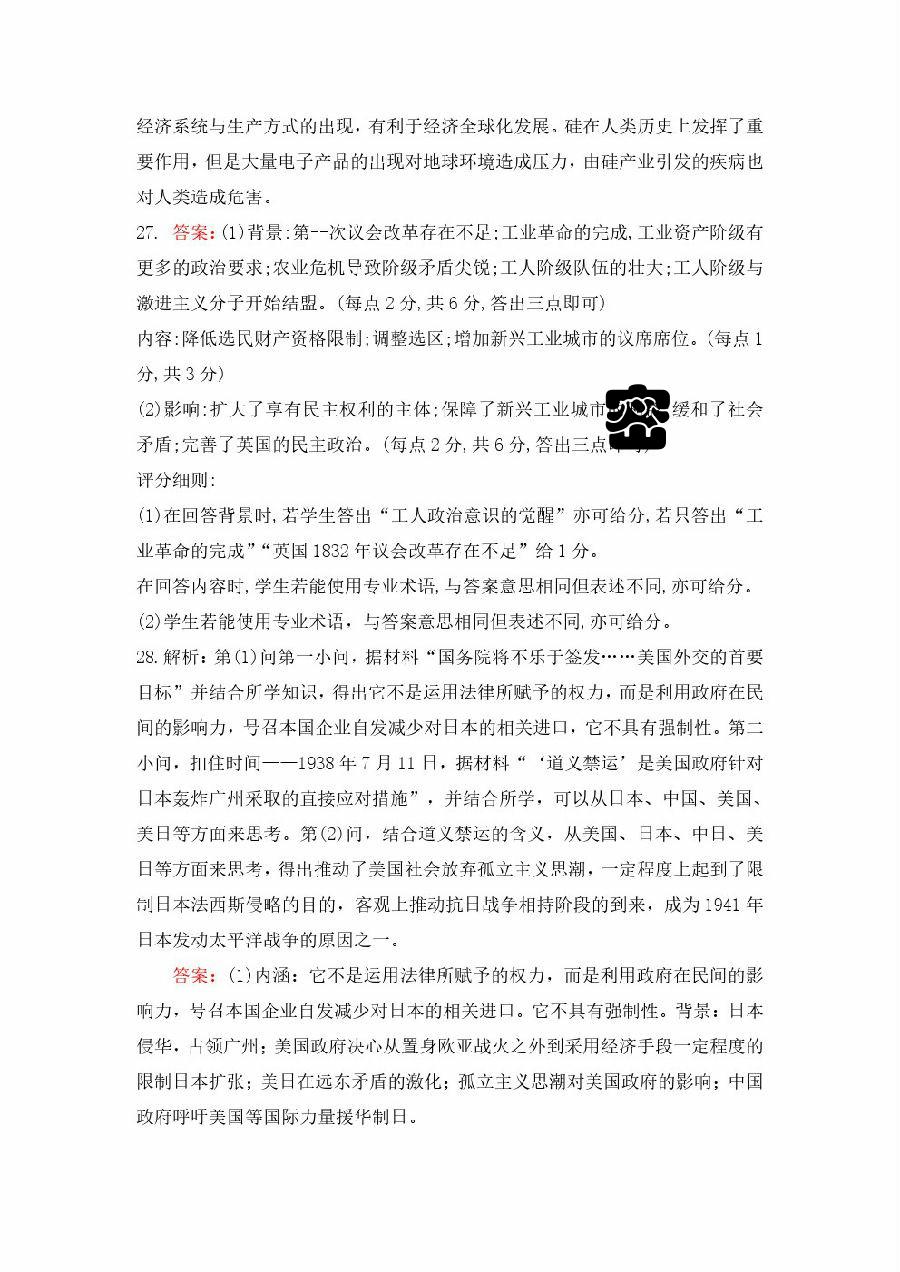 经济系统与生产方式的出现，有利于经济全球化发展。硅在人类历史上发挥了重
要作用，但是大量电子产品的出现对地球环境造成压力，由硅产业引发的疾病也
对人类造成危害。
27. 答案：(1)背景:第一次议会改革存在不足;工业革命的完成,工业资产阶级有
更多的政治要求;农业危机导致阶级矛盾尖锐;工人阶级队伍的壮大;工人阶级与
激进主义分子开始结盟。(每点2分,共6分,答出三点即可)
内容:降低选民财产资格限制;调整选区;增加新兴工业城市的议席席位。(每点1
分,共3分)
(2)影响:扩大了享有民主权利的主体;保障了新兴工业城市 缓和了社会
矛盾;完善了英国的民主政治。(每点2分,共6分,答出三点
评分细则:
(1)在回答背景时,若学生答出“工人政治意识的觉醒”亦可给分,若只答出“工
业革命的完成”“英国1832年议会改革存在不足”给1分。
在回答内容时,学生若能使用专业术语,与答案意思相同但表述不同,亦可给分。
(2)学生若能使用专业术语，与答案意思相同但表述不同,亦可给分。
28.解析：第(1)问第一小问，据材料“国务院将不乐于签发……美国外交的首要
目标”并结合所学知识，得出它不是运用法律所赋予的权力，而是利用政府在民
间的影响力，号召本国企业自发减少对日本的相关进口，它不具有强制性。第二
小问，扣住时间——1938年7月11日，据材料“‘道义禁运’是美国政府针对
日本轰炸广州采取的直接应对措施”，并结合所学，可以从日本、中国、美国、
美日等方面来思考。第(2)问，结合道义禁运的含义，从美国、日本、中日、美
日等方面来思考，得出推动了美国社会放弃孤立主义思潮，一定程度上起到了限
制日本法西斯侵略的目的，客观上推动抗日战争相持阶段的到来，成为1941年
日本发动太平洋战争的原因之一。
答案：(1)内涵：它不是运用法律所赋予的权力，而是利用政府在民间的影
响力，号召本国企业自发减少对日本的相关进口。它不具有强制性。背景：日本
侵华，占领广州；美国政府决心从置身欧亚战火之外到采用经济手段一定程度的
限制日本扩张；美日在远东矛盾的激化；孤立主义思潮对美国政府的影响；中国
政府呼吁美国等国际力量援华制日。